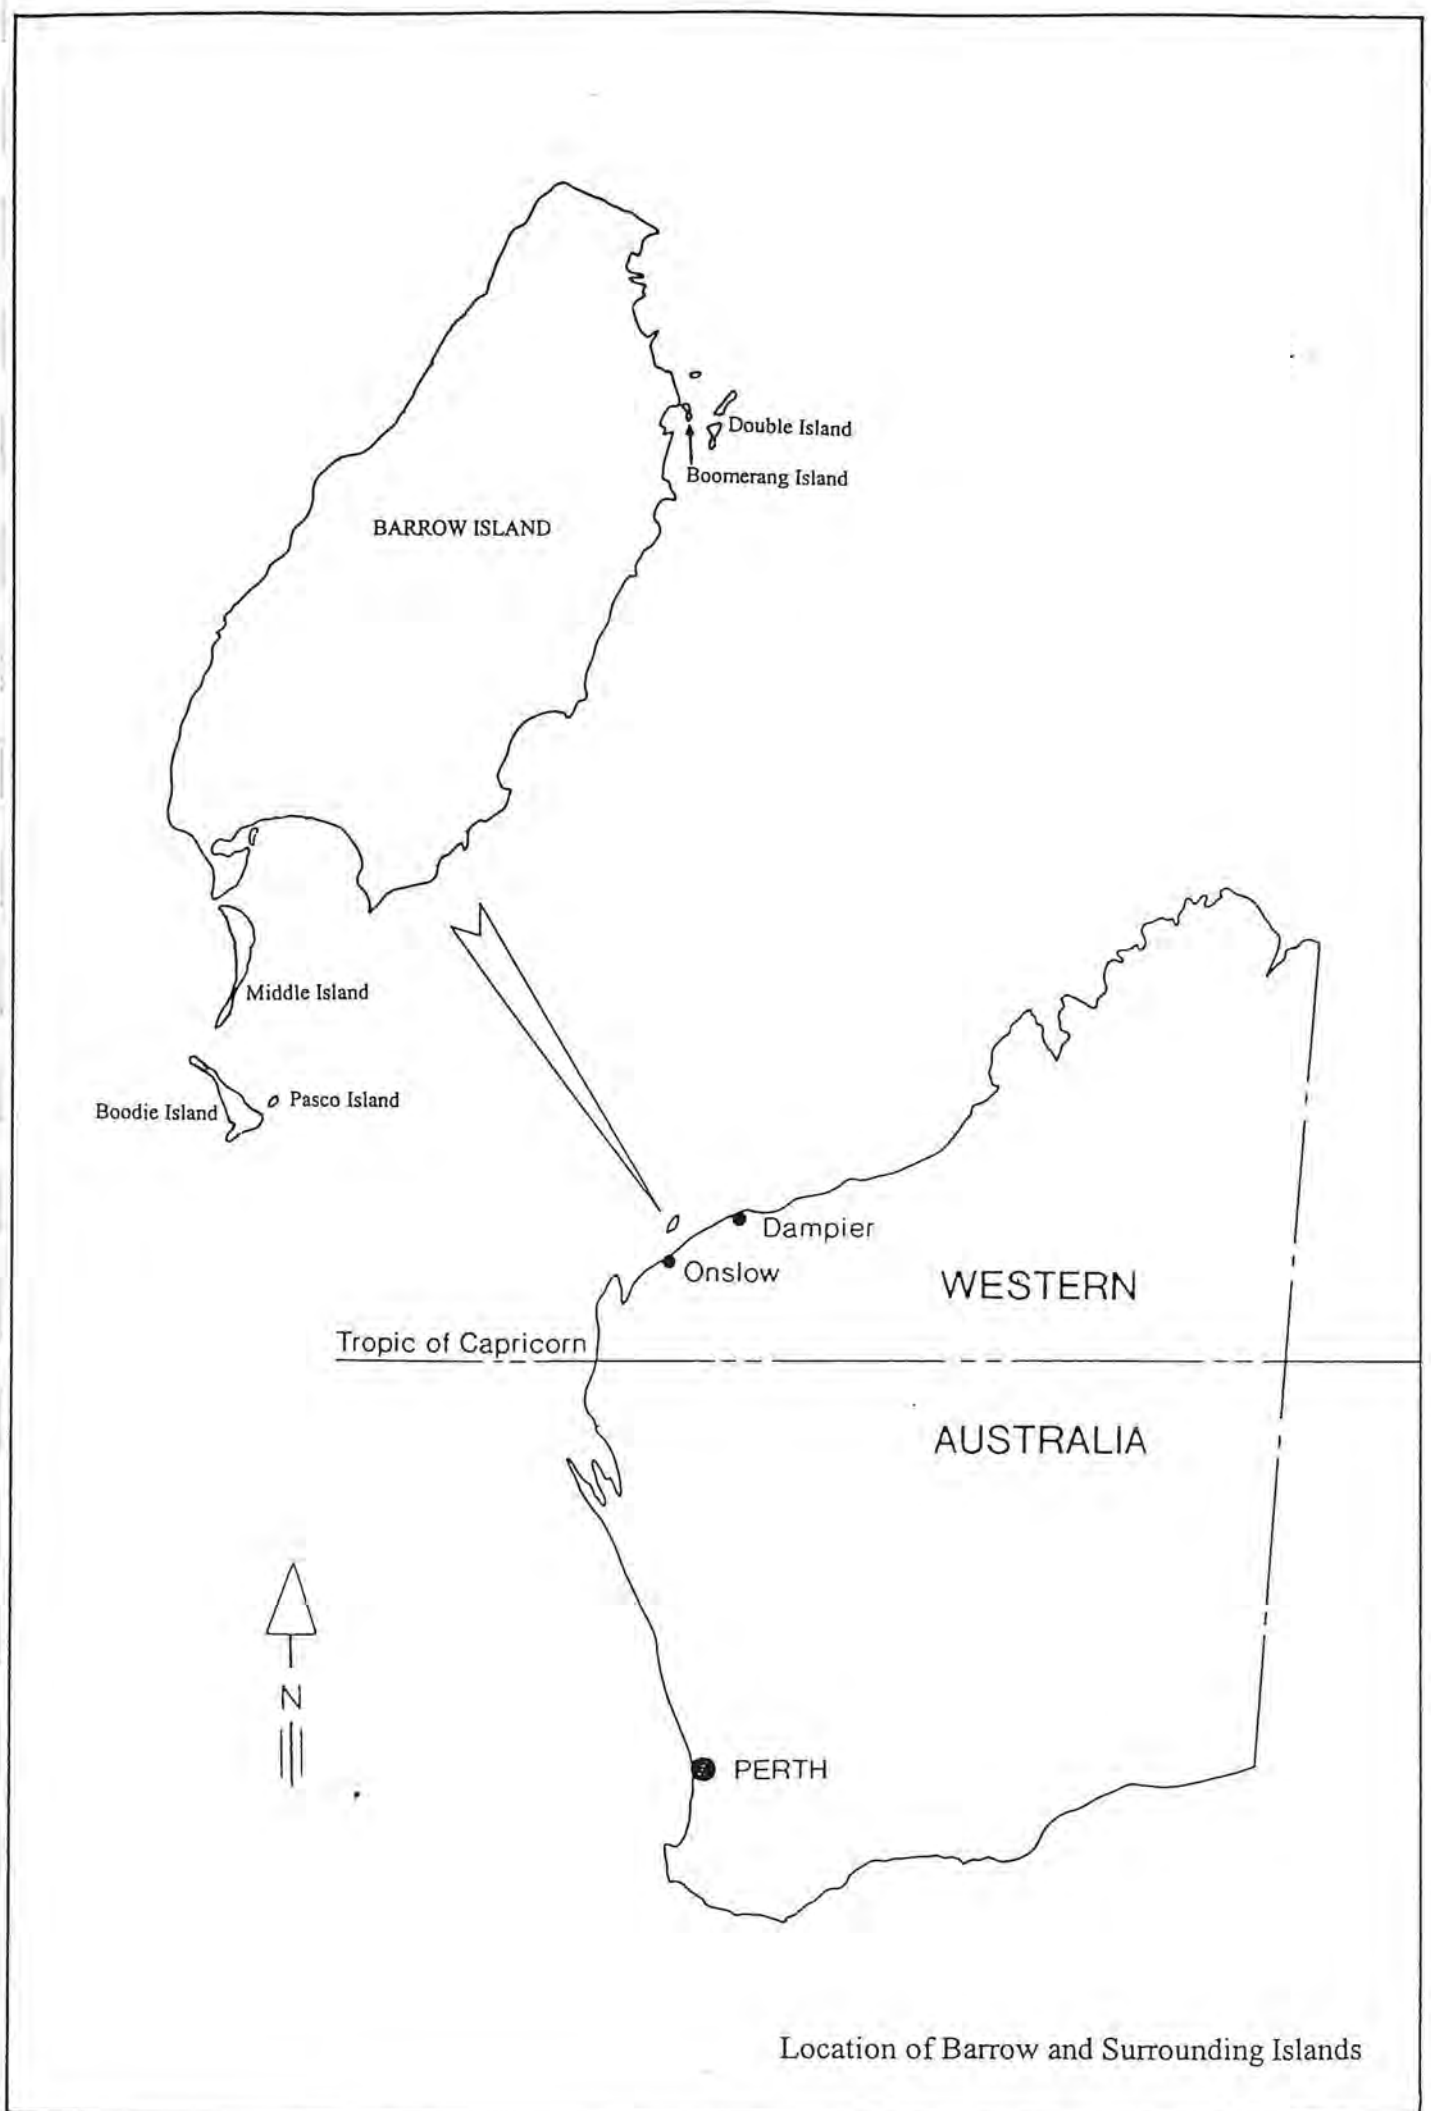 Double Island
Boomerang Island
BARROW ISLAND
Middle Island
Boodie Island
Pasco Island
Dampier
Onslow
WESTERN
Tropic of Capricorn
AUSTRALIA
N
PERTH
Location of Barrow and Surrounding Islands